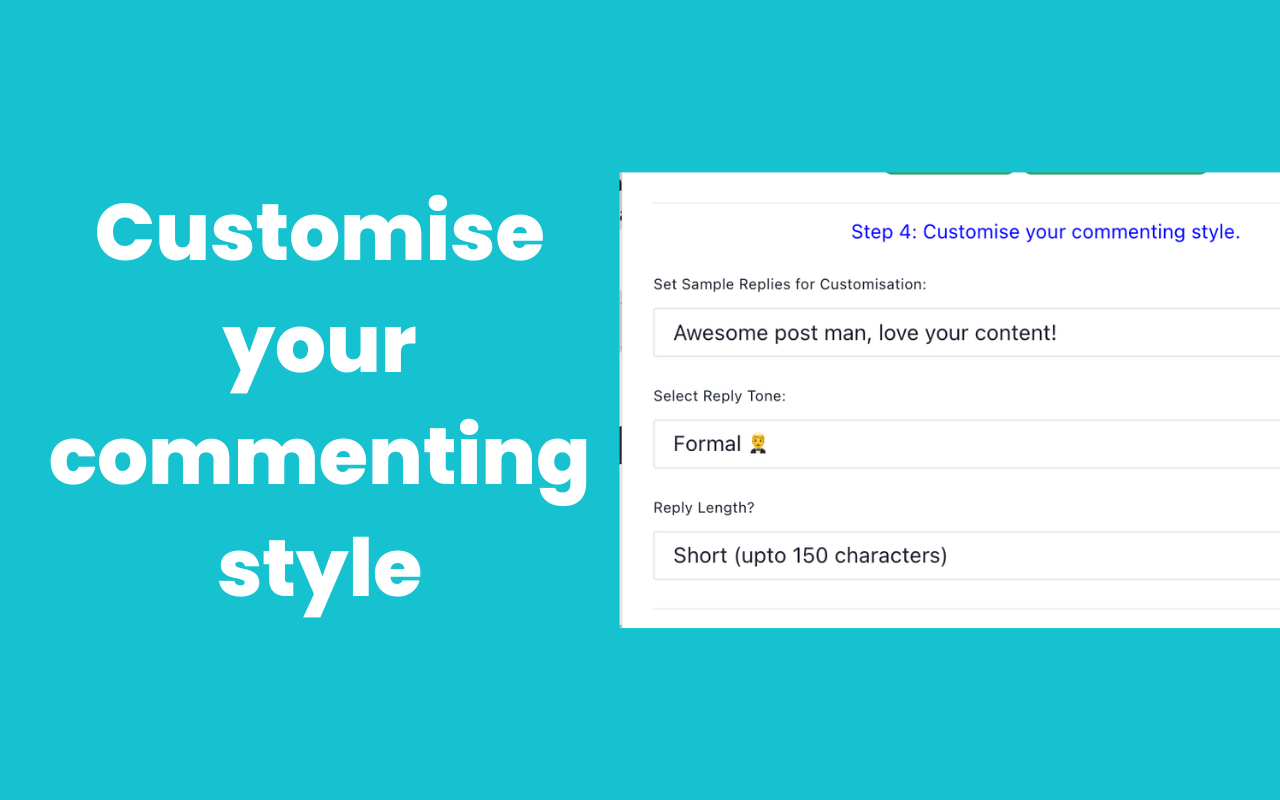 Customise
your
commenting
style
Step 4: Customise your commenting style.
Set Sample Replies for Customisation:
Awesome post man, love your content!
Select Reply Tone:
Formal 🤵‍♂️
Reply Length?
Short (upto 150 characters)